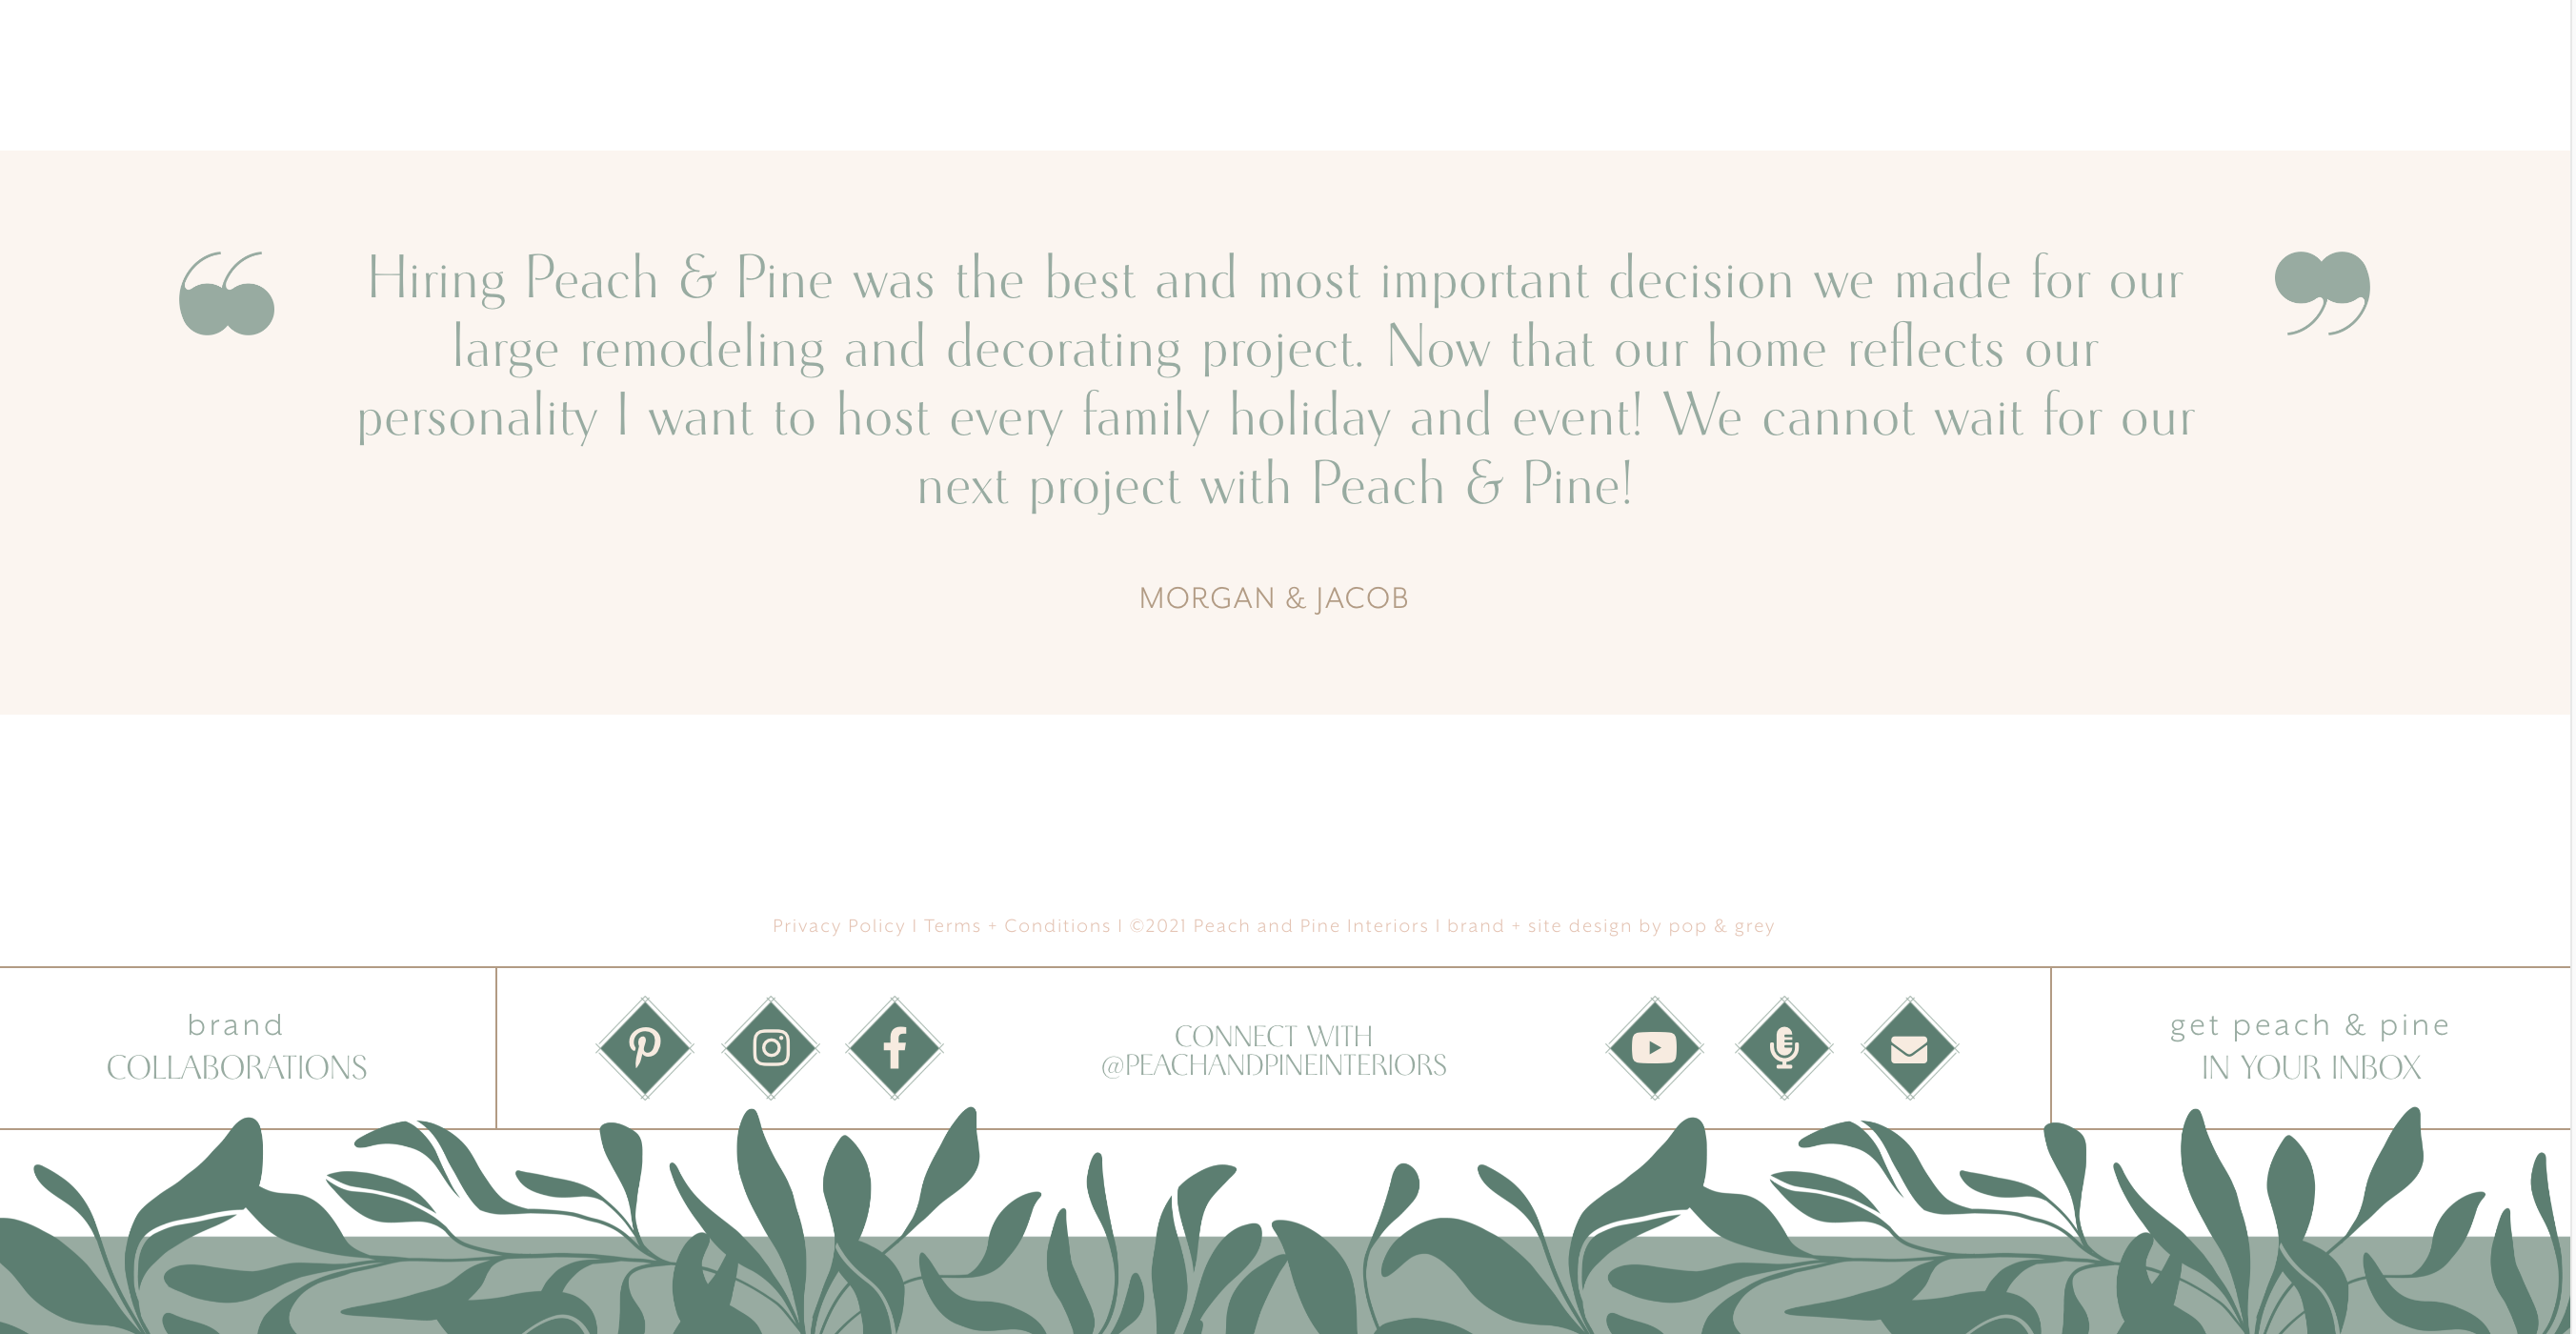 Hiring Peach & Pine was the best and most important decision we made for our
large remodeling and decorating project. Now that our home reflects our
personality I want to host every family holiday and event! We cannot wait for our
next project with Peach & Pine!
MORGAN & JACOB
Privacy Policy I Terms + Conditions I ©2021 Peach and Pine Interiors I brand + site design by pop & grey
brand
COLLABORATIONS
CONNECT WITH
@PEACHANDPINEINTERIORS
get peach & pine
IN YOUR INBOX